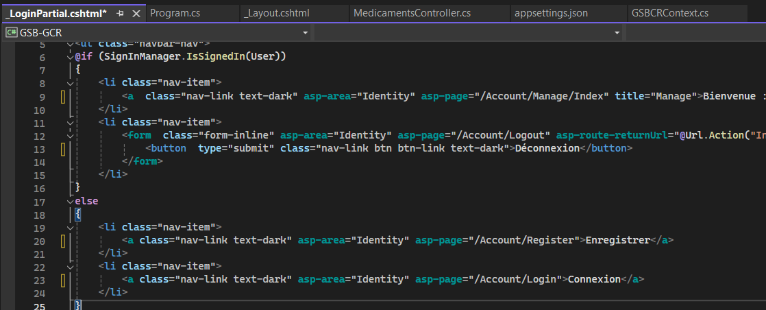 _LoginPartial.cshtml* Program.cs _Layout.cshtml MedicamentsController.cs appsettings.json GSBCRContext.cs
GSB-GCR
5 <ul class="navbar-nav">
6 @if (SignInManager.IsSignedIn(User))
7 {
8 <li class="nav-item">
9 <a class="nav-link text-dark" asp-area="Identity" asp-page="/Account/Manage/Index" title="Manage">Bienvenue :
10 </li>
11 <li class="nav-item">
12 <form class="form-inline" asp-area="Identity" asp-page="/Account/Logout" asp-route-returnUrl="@Url.Action("In
13 <button type="submit" class="nav-link btn btn-link text-dark">Déconnexion</button>
14 </form>
15 </li>
16 }
17 else
18 {
19 <li class="nav-item">
20 <a class="nav-link text-dark" asp-area="Identity" asp-page="/Account/Register">Enregistrer</a>
21 </li>
22 <li class="nav-item">
23 <a class="nav-link text-dark" asp-area="Identity" asp-page="/Account/Login">Connexion</a>
24 </li>
25 }